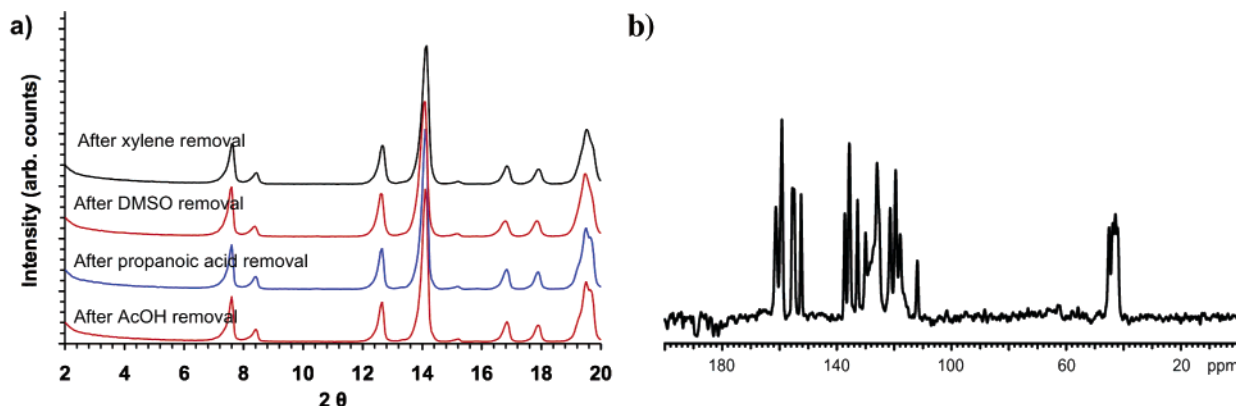 a)
Intensity (arb. counts)
After xylene removal
After DMSO removal
After propanoic acid removal
After AcOH removal
2 4 6 8 10 12 14 16 18 20
2 θ
b)
180 140 100 60 20 ppm